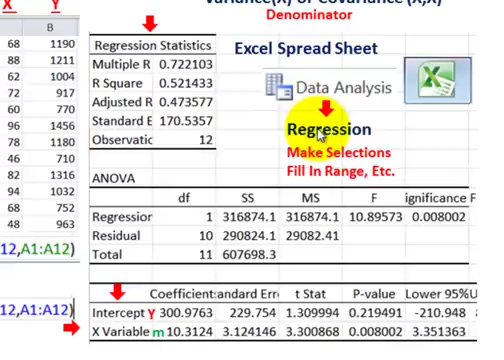 Variance(X) or Covariance (X,X)
X Y
Denominator
B
Regression Statistics
Excel Spread Sheet
68 1190
88 1211
62 1004
72 917
60 770
96 1456
78 1180
46 710
82 1316
94 1032
68 752
48 963
Multiple R 0.722103
R Square 0.521433
Adjusted R 0.473577
Standard E 170.5357
Observatic 12
Data Analysis
Regression
Make Selections
Fill In Range, Etc.
ANOVA
df SS MS F ignificance F
Regression 1 316874.1 316874.1 10.89573 0.008002
Residual 10 290824.1 29082.41
Total 11 607698.3
12,A1:A12)
12,A1:A12)
Coefficient andard Erro t Stat P-value Lower 95%
Intercept Y 300.9763 229.754 1.309994 0.219491 -210.948
X Variable m 10.3124 3.124146 3.300868 0.008002 3.351363